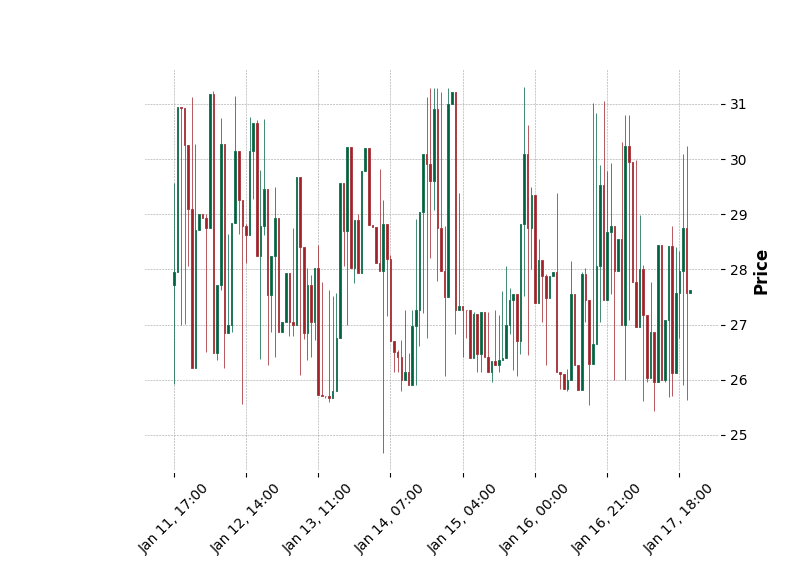 31
30
29
28
27
26
25
Price
Jan 11, 17:00
Jan 12, 14:00
Jan 13, 11:00
Jan 14, 07:00
Jan 15, 04:00
Jan 16, 00:00
Jan 16, 21:00
Jan 17, 18:00